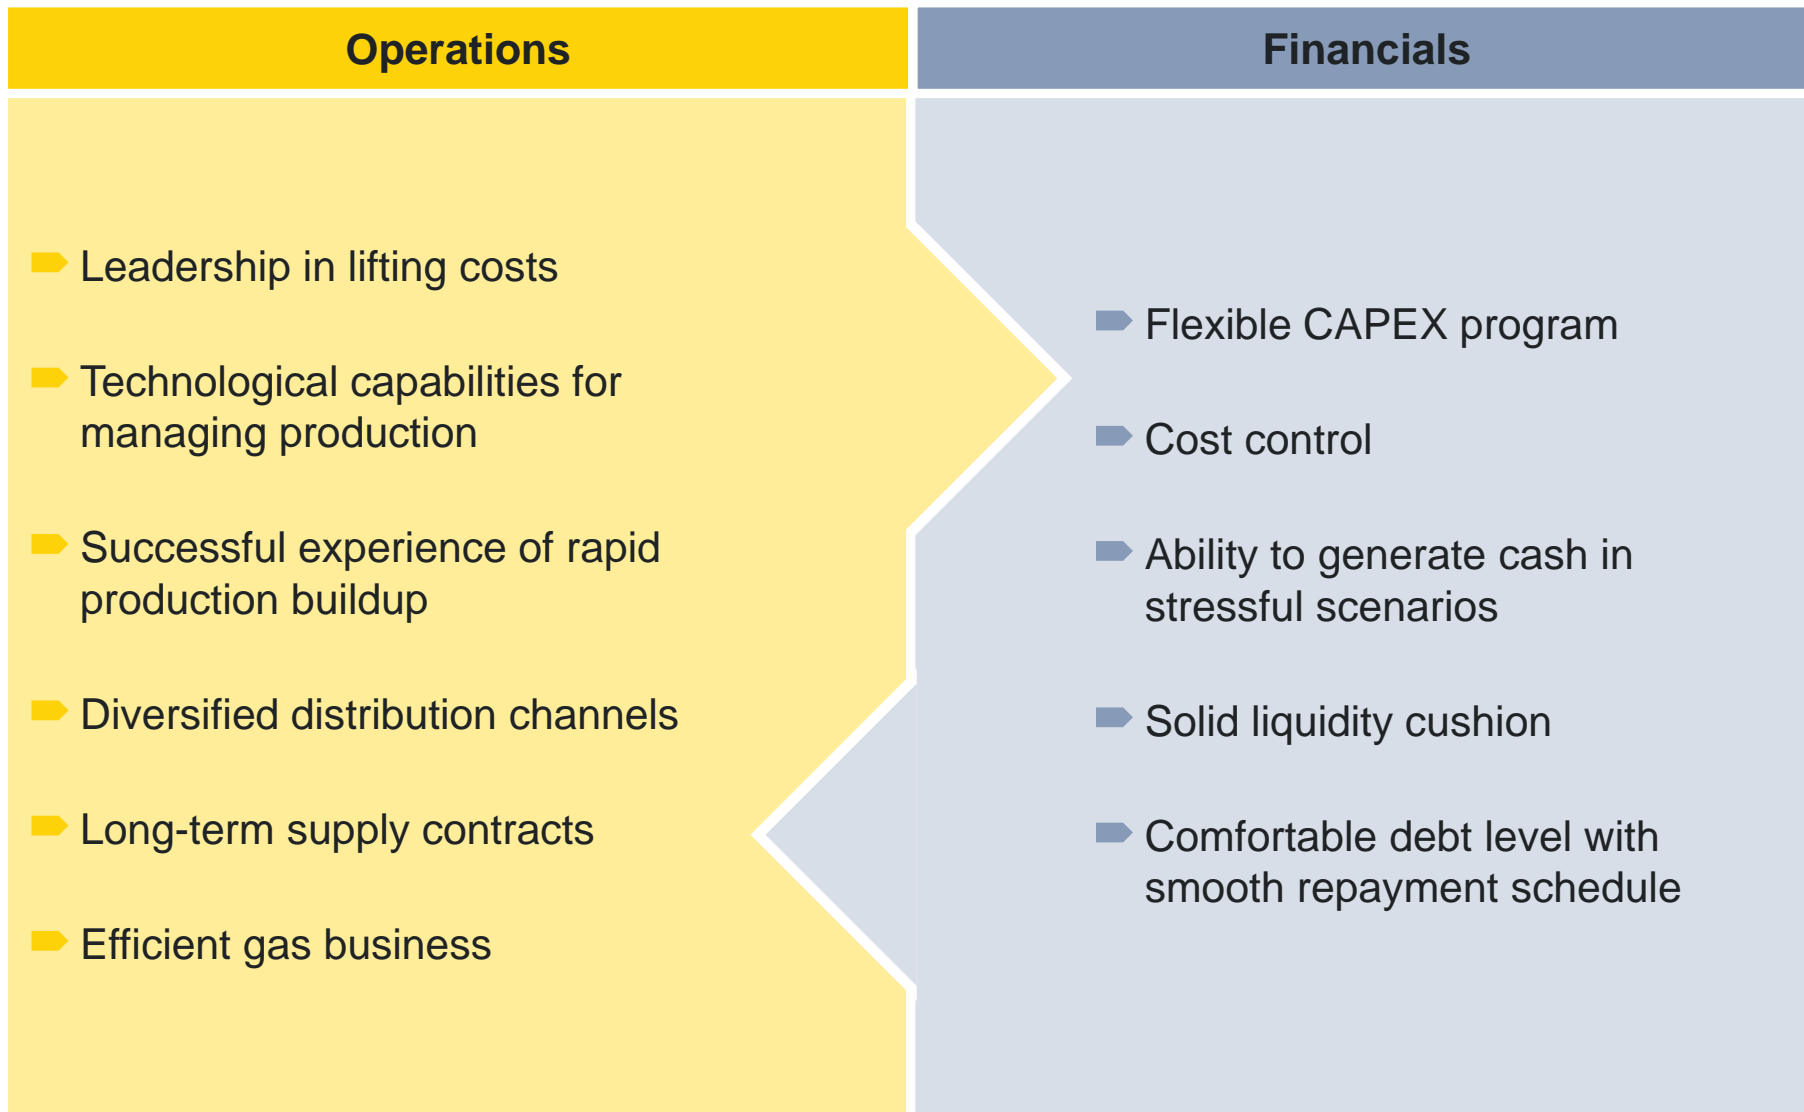 Operations
Leadership in lifting costs
Technological capabilities for
managing production
Successful experience of rapid
production buildup
Diversified distribution channels
Long-term supply contracts
Efficient gas business
Financials
Flexible CAPEX program
Cost control
Ability to generate cash in
stressful scenarios
Solid liquidity cushion
Comfortable debt level with
smooth repayment schedule